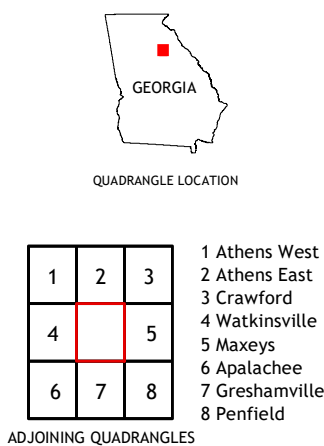 GEORGIA
QUADRANGLE LOCATION
1 2 3
4 5
6 7 8
1 Athens West
2 Athens East
3 Crawford
4 Watkinsville
5 Maxeys
6 Apalachee
7 Greshamville
8 Penfield
ADJOINING QUADRANGLES